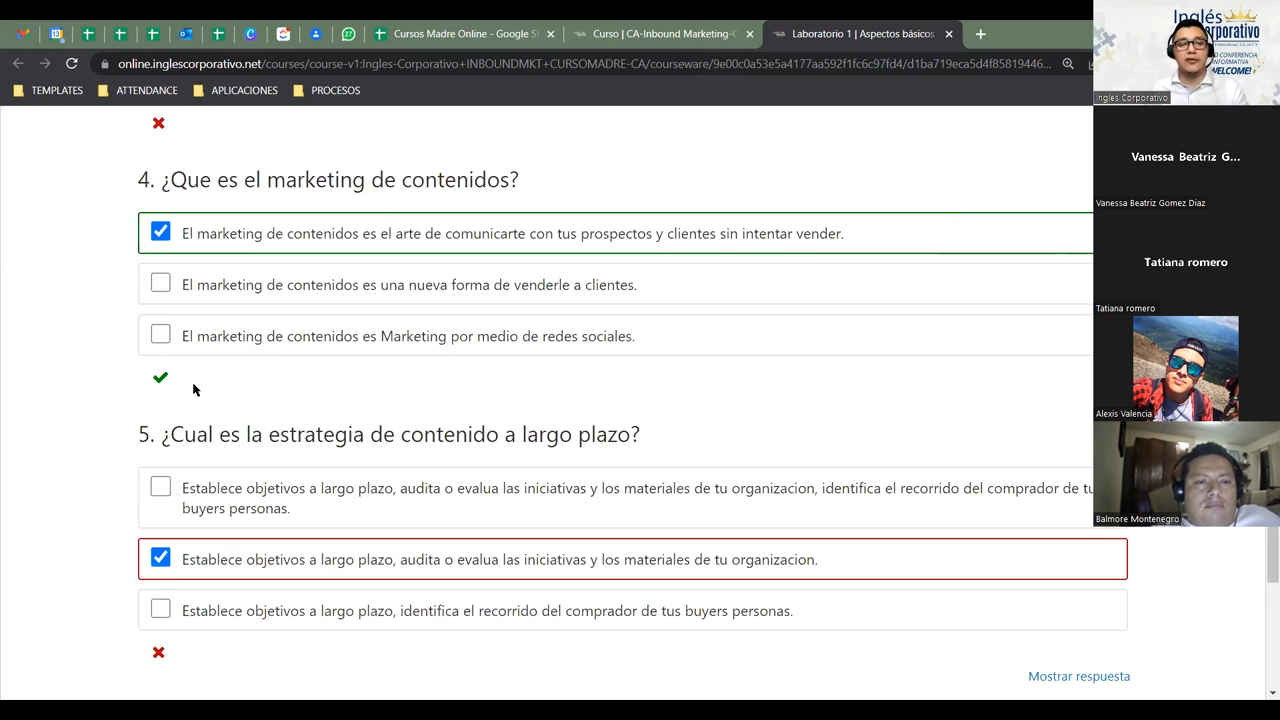 Cursos Madre Online - Google S
Curso | CA-Inbound Marketing-C
Laboratorio 1 | Aspectos básicos
online.inglescorporativo.net/courses/course-v1:Ingles-Corporativo+INBOUNDMKT-CURSOMADRE-CA/courseware/9e00c0a53e5a4177aa592f1fc6c97fd4/d1ba719eca5d4f85819446...
TEMPLATES
ATTENDANCE
APLICACIONES
PROCESOS
4. ¿Que es el marketing de contenidos?
El marketing de contenidos es el arte de comunicarte con tus prospectos y clientes sin intentar vender.
El marketing de contenidos es una nueva forma de venderle a clientes.
El marketing de contenidos es Marketing por medio de redes sociales.
5. ¿Cual es la estrategia de contenido a largo plazo?
Establece objetivos a largo plazo, audita o evalua las iniciativas y los materiales de tu organizacion, identifica el recorrido del comprador de tu
buyers personas.
Establece objetivos a largo plazo, audita o evalua las iniciativas y los materiales de tu organizacion.
Establece objetivos a largo plazo, identifica el recorrido del comprador de tus buyers personas.
Mostrar respuesta
Inglés
WELCOME!
Ingles Corporativo
Vanessa Beatriz G...
Vanessa Beatriz Gomez Diaz
Tatiana romero
Tatiana romero
Alexis Valencia
Balmore Montenegro